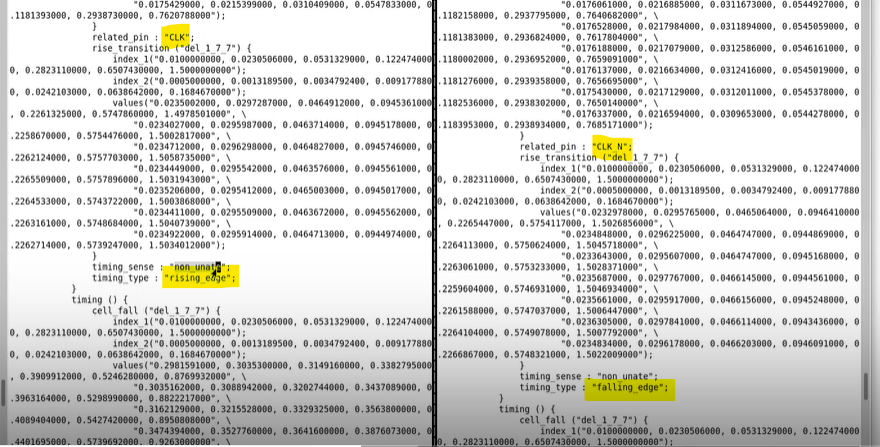 "0.0175429000, 0.0215399000, 0.0310409000, 0.0547833000, 0
.1181393000, 0.2938730000, 0.7620788000");
}
related_pin : "CLK";
rise_transition ("del_1_7_7") {
index_1("0.0100000000, 0.0230506000, 0.0531329000, 0.122474000
0, 0.2823110000, 0.6507430000, 1.5000000000");
index_2("0.0005000000, 0.0013189500, 0.0034792400, 0.009177880
0, 0.0242103000, 0.0638642000, 0.1684670000");
values("0.0235002000, 0.0297287000, 0.0464912000, 0.0945361000
, 0.2261325000, 0.5747860000, 1.4978501000", \
"0.0234027000, 0.0295987000, 0.0463714000, 0.0945178000, 0
.2258670000, 0.5754476000, 1.5002817000", \
"0.0234712000, 0.0296298000, 0.0464827000, 0.0945746000, 0
.2262124000, 0.5757703000, 1.5058735000", \
"0.0234449000, 0.0295542000, 0.0463576000, 0.0945561000, 0
.2265509000, 0.5757896000, 1.5031943000", \
"0.0235206000, 0.0295412000, 0.0465003000, 0.0945017000, 0
.2264533000, 0.5743722000, 1.5003868000", \
"0.0234411000, 0.0295509000, 0.0463672000, 0.0945562000, 0
.2263161000, 0.5748684000, 1.5040739000", \
"0.0234922000, 0.0295914000, 0.0464713000, 0.0944974000, 0
.2262714000, 0.5739247000, 1.5034012000");
}
timing_sense : "non_unate";
timing_type : "rising_edge";
}
timing () {
cell_fall ("del_1_7_7") {
index_1("0.0100000000, 0.0230506000, 0.0531329000, 0.122474000
0, 0.2823110000, 0.6507430000, 1.5000000000");
index_2("0.0005000000, 0.0013189500, 0.0034792400, 0.009177880
0, 0.0242103000, 0.0638642000, 0.1684670000");
values("0.2981591000, 0.3035300000, 0.3149160000, 0.3382795000
, 0.3909912000, 0.5246280000, 0.8769932000", \
"0.3035162000, 0.3088942000, 0.3202744000, 0.3437089000, 0
.3963164000, 0.5298990000, 0.8822217000", \
"0.3162129000, 0.3215528000, 0.3329325000, 0.3563800000, 0
.4089404000, 0.5427420000, 0.8950808000", \
"0.3474394000, 0.3527760000, 0.3641600000, 0.3876073000, 0
.4401695000, 0.5739692000, 0.9263000000", \
"0.0176061000, 0.0216885000, 0.0311673000, 0.0544927000, 0
.1182158000, 0.2937795000, 0.7640682000", \
"0.0176528000, 0.0217984000, 0.0311894000, 0.0545059000, 0
.1181383000, 0.2936824000, 0.7617804000", \
"0.0176188000, 0.0217079000, 0.0312586000, 0.0546161000, 0
.1180002000, 0.2936952000, 0.7659091000", \
"0.0176137000, 0.0216634000, 0.0312416000, 0.0545019000, 0
.1181276000, 0.2939358000, 0.7656695000", \
"0.0175430000, 0.0217129000, 0.0312011000, 0.0545378000, 0
.1182536000, 0.2938302000, 0.7650140000", \
"0.0176337000, 0.0216594000, 0.0309653000, 0.0544278000, 0
.1183953000, 0.2938934000, 0.7685171000");
}
related_pin : "CLK_N";
rise_transition ("del_1_7_7") {
index_1("0.0100000000, 0.0230506000, 0.0531329000, 0.122474000
0, 0.2823110000, 0.6507430000, 1.5000000000");
index_2("0.0005000000, 0.0013189500, 0.0034792400, 0.009177880
0, 0.0242103000, 0.0638642000, 0.1684670000");
values("0.0232978000, 0.0295765000, 0.0465064000, 0.0946410000
, 0.2265447000, 0.5754117000, 1.5026856000", \
"0.0234848000, 0.0296246000, 0.0464477000, 0.0944869000, 0
.2264113000, 0.5750624000, 1.5045718000", \
"0.0233643000, 0.0295607000, 0.0464347000, 0.0945168000, 0
.2263061000, 0.5753233000, 1.5028371000", \
"0.0235687000, 0.0297767000, 0.0466145000, 0.0944561000, 0
.2259604000, 0.5746931000, 1.5046934000", \
"0.0235661000, 0.0295917000, 0.0466156000, 0.0945248000, 0
.2261588000, 0.5747037000, 1.5006447000", \
"0.0236305000, 0.0297841000, 0.0466114000, 0.0943436000, 0
.2264104000, 0.5749078000, 1.5007792000", \
"0.0234834000, 0.0296178000, 0.0466203000, 0.0946091000, 0
.2266867000, 0.5748321000, 1.5022009000");
}
timing_sense : "non_unate";
timing_type : "falling_edge";
}
timing () {
cell_fall ("del_1_7_7") {
index_1("0.0100000000, 0.0230506000, 0.0531329000, 0.122474000
0, 0.2823110000, 0.6507430000, 1.5000000000");